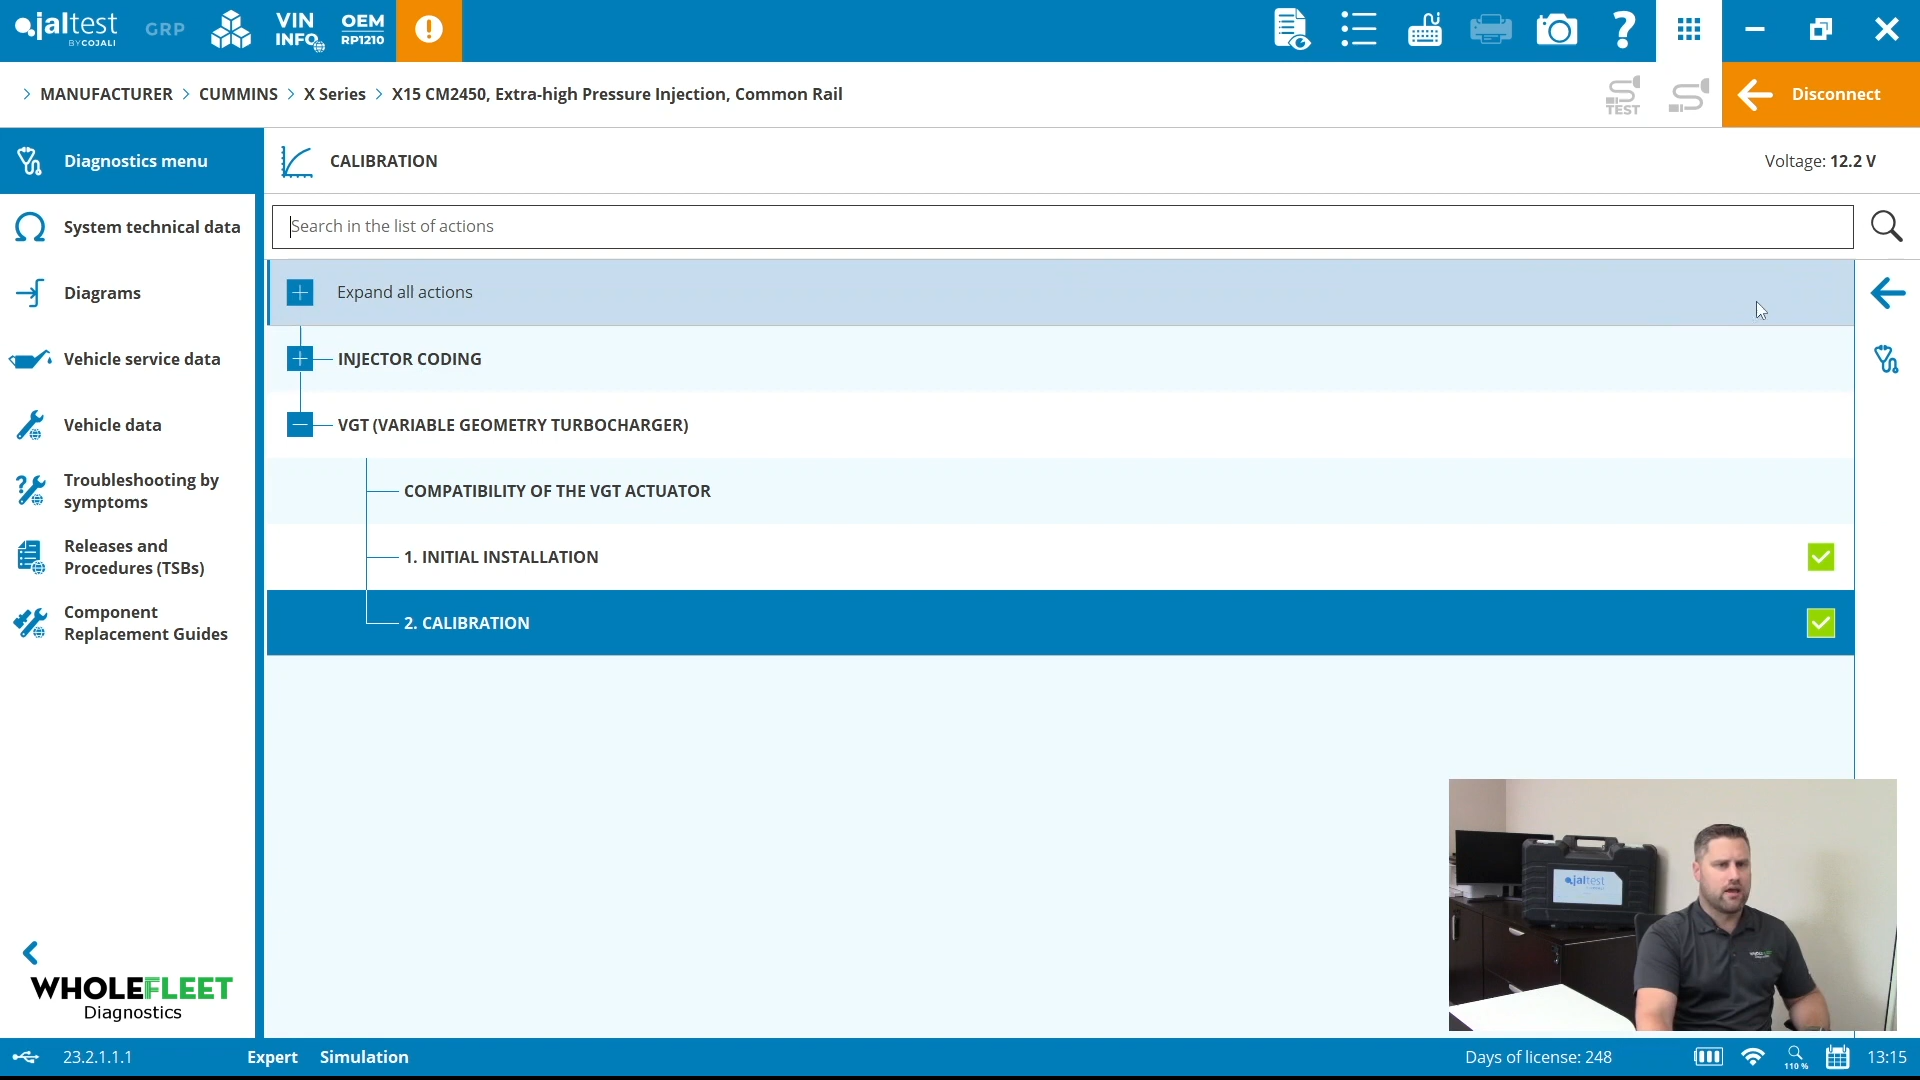 jaltest
BY COJALI
GRP
VIN
INFO
OEM
RP1210
> MANUFACTURER > CUMMINS > X Series > X15 CM2450, Extra-high Pressure Injection, Common Rail
TEST
Disconnect
Diagnostics menu
CALIBRATION
Voltage: 12.2 V
System technical data
Search in the list of actions
Diagrams
Expand all actions
Vehicle service data
INJECTOR CODING
Vehicle data
VGT (VARIABLE GEOMETRY TURBOCHARGER)
Troubleshooting by
symptoms
COMPATIBILITY OF THE VGT ACTUATOR
Releases and
Procedures (TSBs)
1. INITIAL INSTALLATION
Component
Replacement Guides
2. CALIBRATION
jaltest
WHOLEFLEET
Diagnostics
23.2.1.1.1
Expert
Simulation
Days of license: 248
110 %
13:15